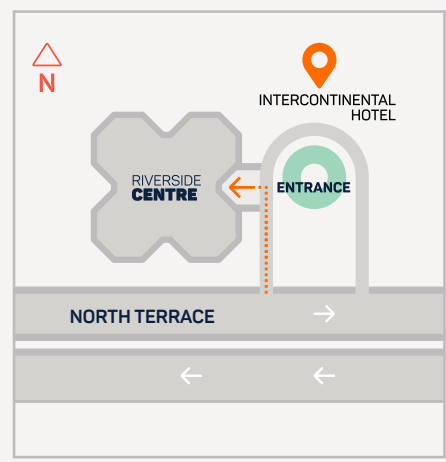 N
INTERCONTINENTAL
HOTEL
RIVERSIDE
CENTRE
ENTRANCE
NORTH TERRACE